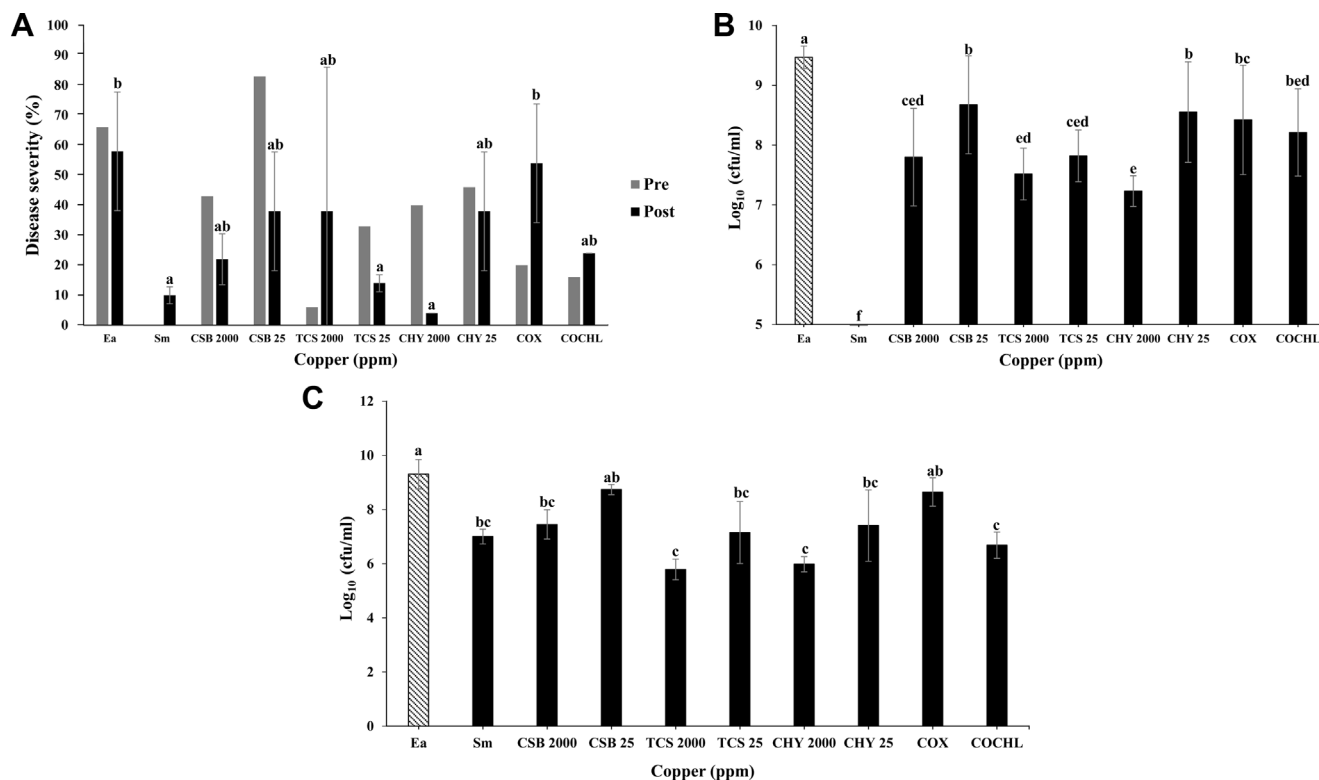 A
Disease severity (%)
100
90
80
70
60
50
40
30
20
10
0
b
a
ab
ab
ab
a
a
ab
b
ab
Ea Sm CSB 2000 CSB 25 TCS 2000 TCS 25 CHY 2000 CHY 25 COX COCHL
Copper (ppm)
Pre
Post
B
Log10 (cfu/ml)
10
9
8
7
6
5
a
f
ced
b
ed
ced
e
b
bc
bed
Ea Sm CSB 2000 CSB 25 TCS 2000 TCS 25 CHY 2000 CHY 25 COX COCHL
Copper (ppm)
C
Log10 (cfu/ml)
12
10
8
6
4
2
0
a
bc
bc
ab
c
bc
c
bc
ab
c
Ea Sm CSB 2000 CSB 25 TCS 2000 TCS 25 CHY 2000 CHY 25 COX COCHL
Copper (ppm)